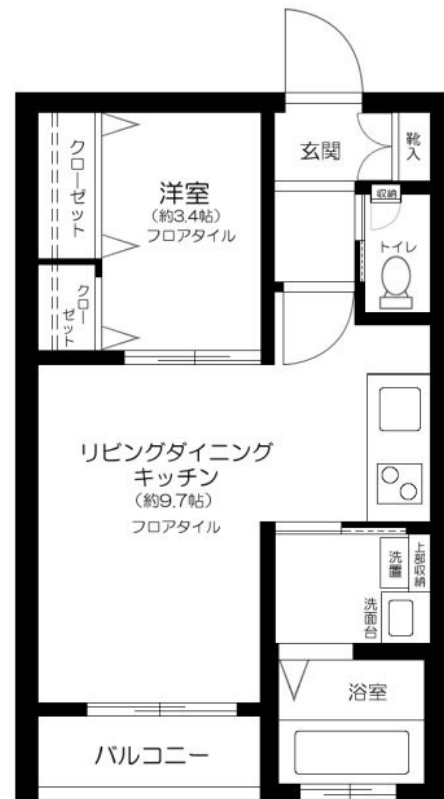 玄関
靴入
クローゼット
洋室
(約3.4帖)
フロアタイル
収納
トイレ
クロー
ゼット
リビングダイニング
キッチン
(約9.7帖)
フロアタイル
洗置
上部収納
洗面台
浴室
バルコニー